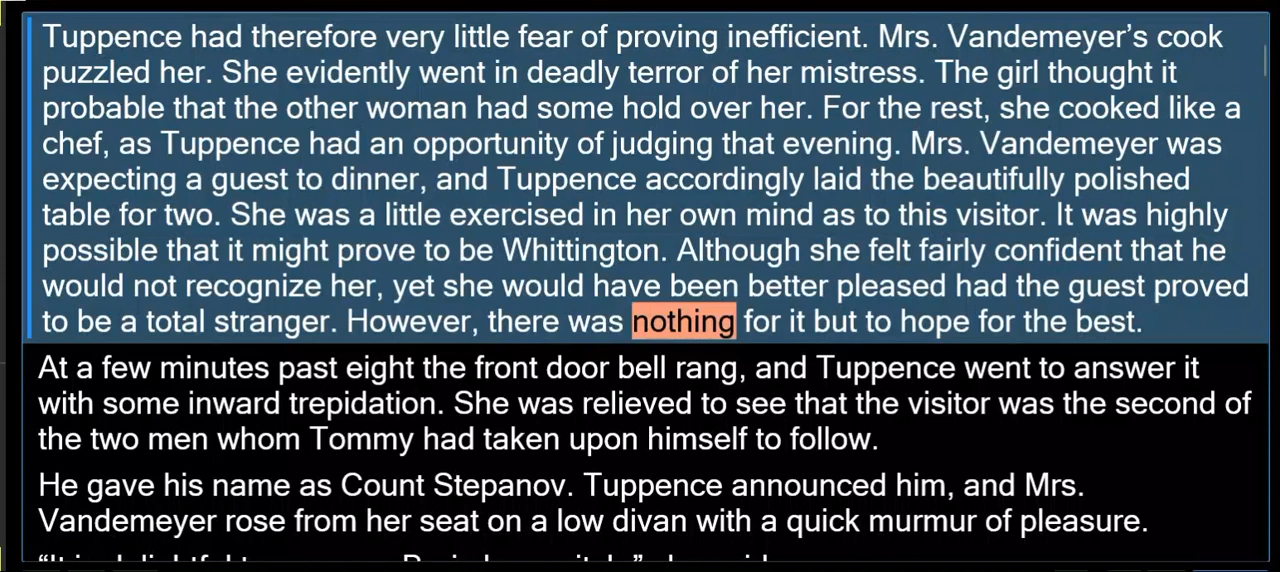 Tuppence had therefore very little fear of proving inefficient. Mrs. Vandemeyer’s cook
puzzled her. She evidently went in deadly terror of her mistress. The girl thought it
probable that the other woman had some hold over her. For the rest, she cooked like a
chef, as Tuppence had an opportunity of judging that evening. Mrs. Vandemeyer was
expecting a guest to dinner, and Tuppence accordingly laid the beautifully polished
table for two. She was a little exercised in her own mind as to this visitor. It was highly
possible that it might prove to be Whittington. Although she felt fairly confident that he
would not recognize her, yet she would have been better pleased had the guest proved
to be a total stranger. However, there was nothing for it but to hope for the best.
At a few minutes past eight the front door bell rang, and Tuppence went to answer it
with some inward trepidation. She was relieved to see that the visitor was the second of
the two men whom Tommy had taken upon himself to follow.
He gave his name as Count Stepanov. Tuppence announced him, and Mrs.
Vandemeyer rose from her seat on a low divan with a quick murmur of pleasure.